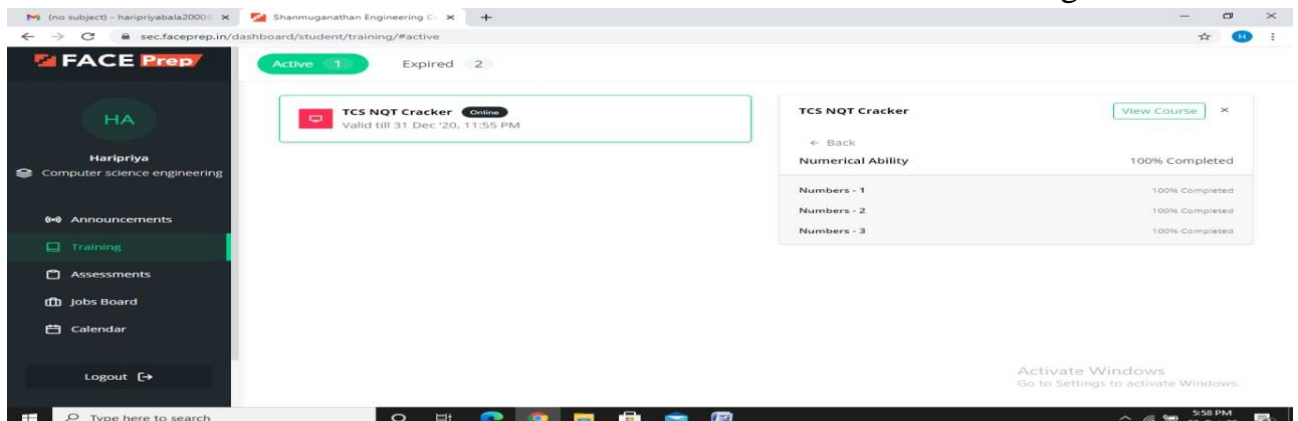 (no subject) - haripriyabala2000
Shanmuganathan Engineering C
sec.faceprep.in/dashboard/student/training/#active
H
FACE Prep
Active 1 Expired 2
HA
Haripriya
Computer science engineering
Announcements
Training
Assessments
Jobs Board
Calendar
Logout
TCS NQT Cracker Online
Valid till 31 Dec '20, 11:55 PM
TCS NQT Cracker View Course
← Back
Numerical Ability 100% Completed
Numbers - 1 100% Completed
Numbers - 2 100% Completed
Numbers - 3 100% Completed
Activate Windows
Go to Settings to activate Windows.
Type here to search
5:58 PM